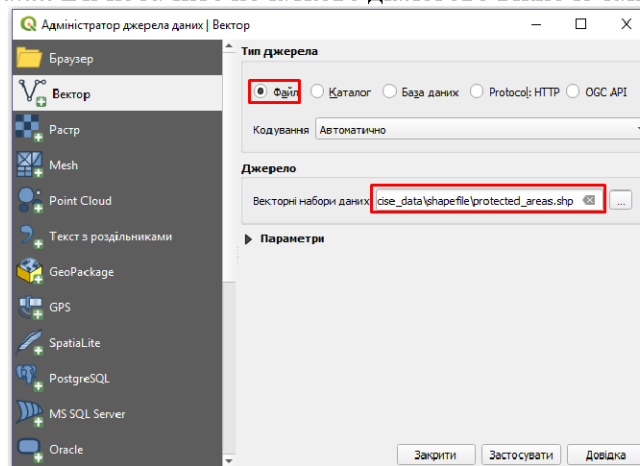 Адміністратор джерела даних | Вектор
Браузер
Вектор
Растр
Mesh
Point Cloud
Текст з роздільниками
GeoPackage
GPS
SpatiaLite
PostgreSQL
MS SQL Server
Oracle
Тип джерела
Файл Каталог База даних Protocol: HTTP OGC API
Кодування Автоматично
Джерело
Векторні набори даних cise_data\shapefile\protected_areas.shp ...
Параметри
Закрити Застосувати Довідка